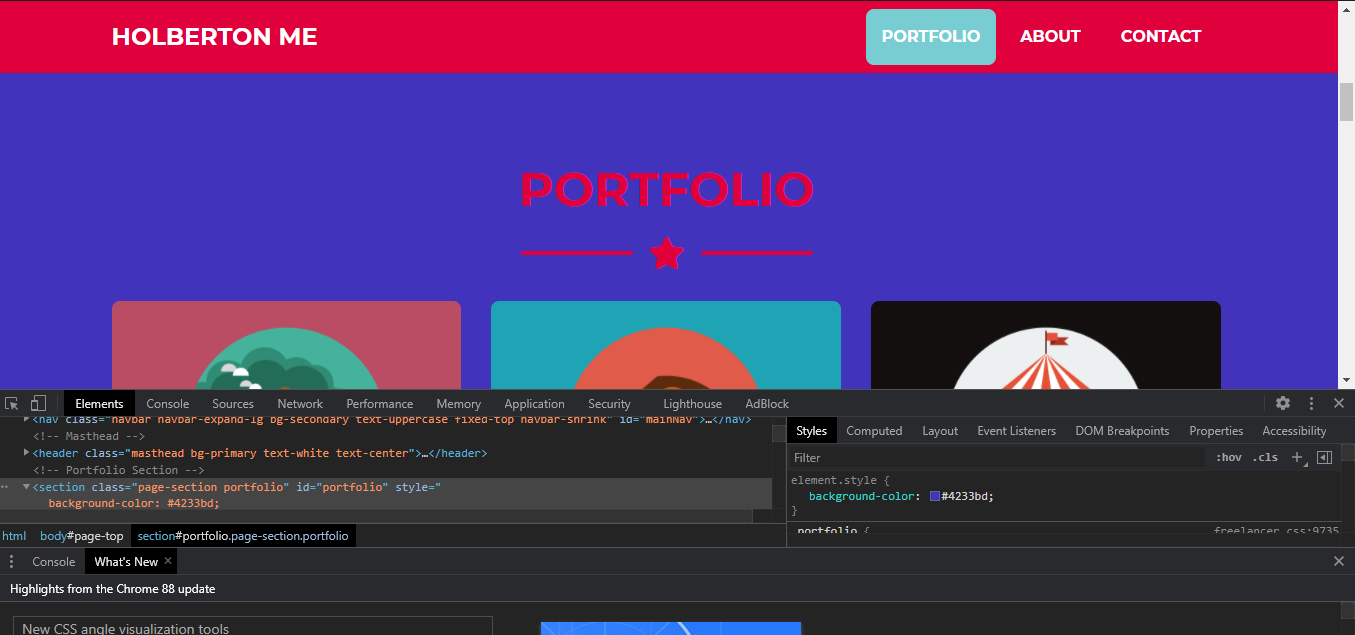 HOLBERTON ME
PORTFOLIO ABOUT CONTACT
PORTFOLIO
Elements Console Sources Network Performance Memory Application Security Lighthouse AdBlock
<nav class="navbar navbar-expand-lg bg-secondary text-uppercase fixed-top navbar-shrink" id="mainNav">…</nav>
<!-- Masthead -->
<header class="masthead bg-primary text-white text-center">…</header>
<!-- Portfolio Section -->
<section class="page-section portfolio" id="portfolio" style="
background-color: #4233bd;
html body#page-top section#portfolio.page-section.portfolio
Styles Computed Layout Event Listeners DOM Breakpoints Properties Accessibility
Filter :hov .cls +
element.style {
background-color: #4233bd;
}
.portfolio { freelancer.css:9735
Console What's New ×
Highlights from the Chrome 88 update
New CSS angle visualization tools